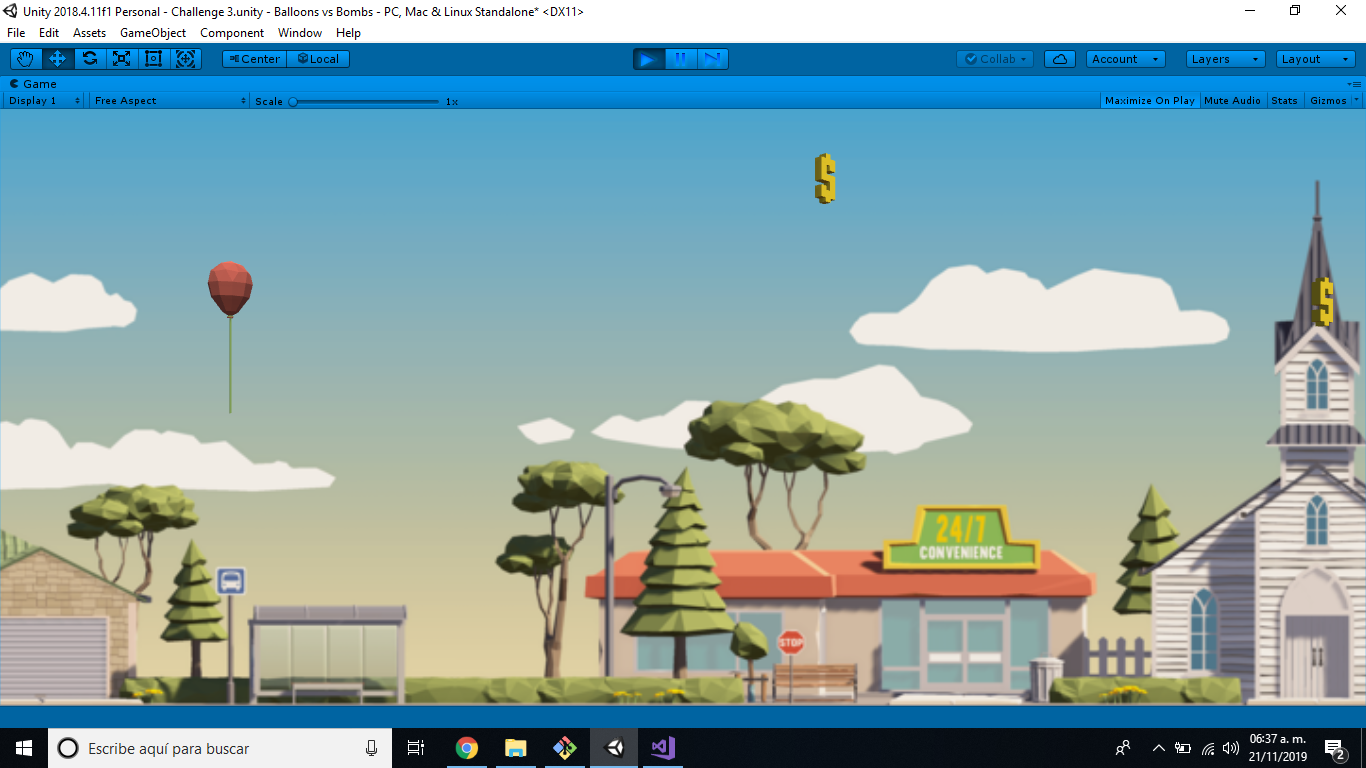 Unity 2018.4.11f1 Personal - Challenge 3.unity - Balloons vs Bombs - PC, Mac & Linux Standalone* <DX11>
File Edit Assets GameObject Component Window Help
Center Local Collab Account Layers Layout
Game
Display 1 Free Aspect Scale 1x Maximize On Play Mute Audio Stats Gizmos
$
$
24/7
CONVENIENCE
STOP
Escribe aquí para buscar
06:37 a. m.
21/11/2019
2